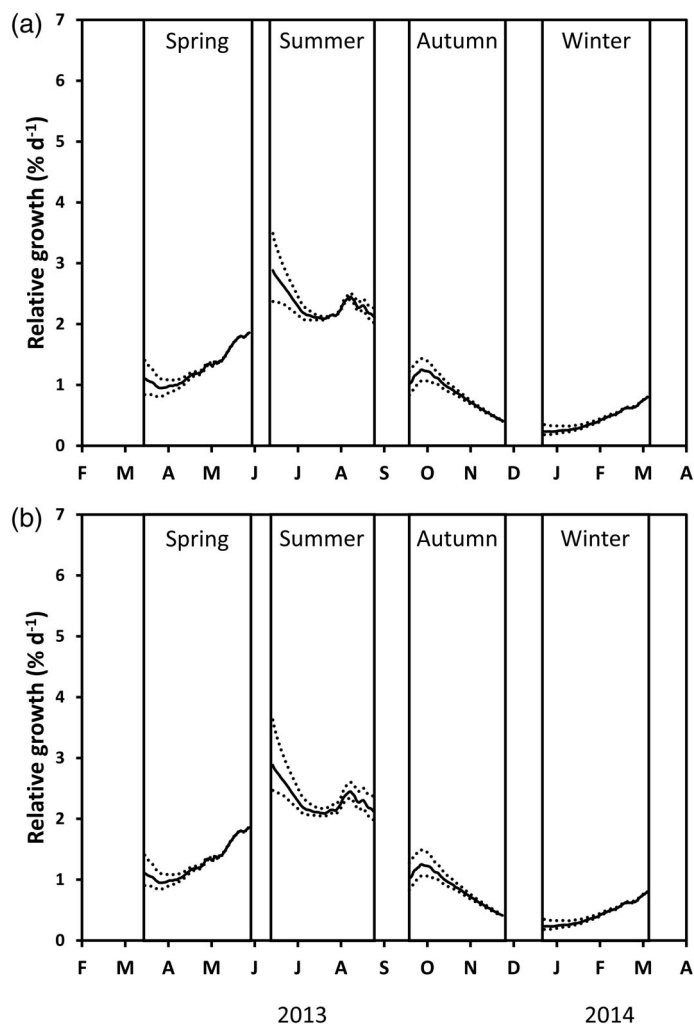 (a)
Relative growth (% d⁻¹)
7
6
5
4
3
2
1
0
Spring Summer Autumn Winter
F M A M J J A S O N D J F M A
(b)
Relative growth (% d⁻¹)
7
6
5
4
3
2
1
0
Spring Summer Autumn Winter
F M A M J J A S O N D J F M A
2013 2014